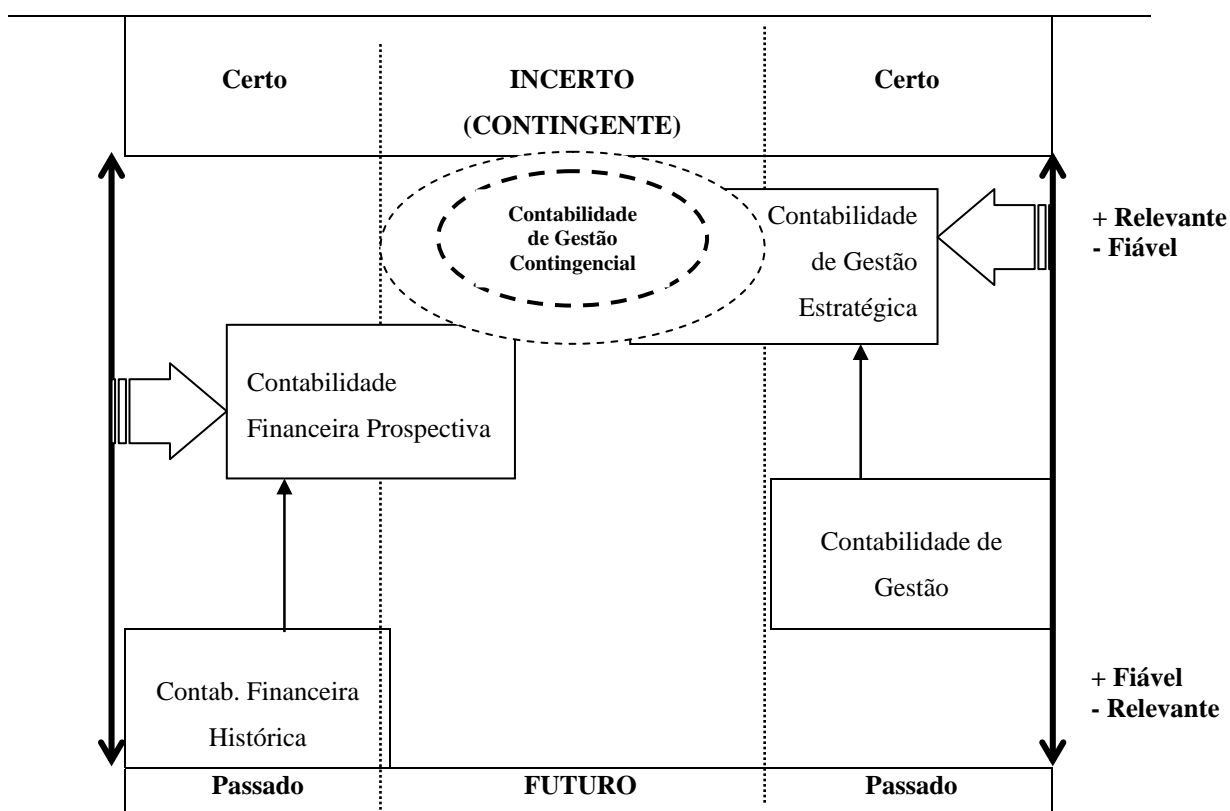 Certo
INCERTO
(CONTINGENTE)
Certo
Contabilidade
de Gestão
Contingencial
Contabilidade
de Gestão
Estratégica
+ Relevante
- Fiável
Contabilidade
Financeira Prospectiva
Contabilidade de
Gestão
Contab. Financeira
Histórica
+ Fiável
- Relevante
Passado
FUTURO
Passado